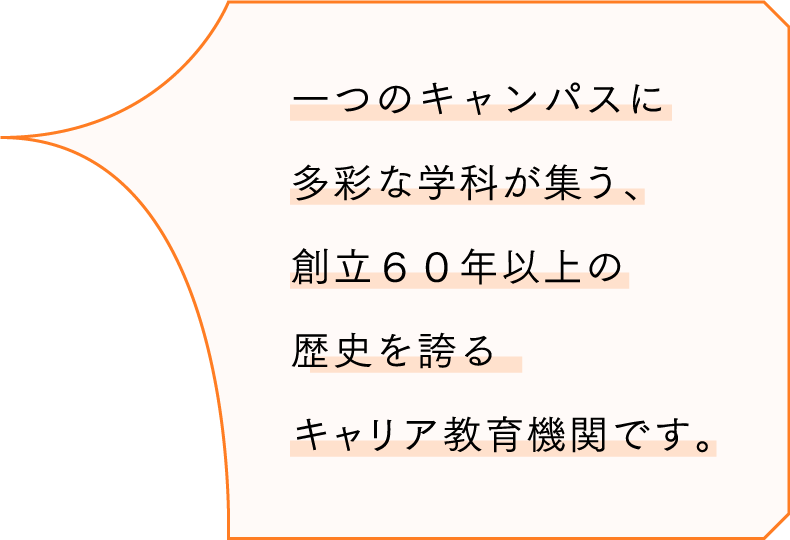 一つのキャンパスに
多彩な学科が集う、
創立６０年以上の
歴史を誇る
キャリア教育機関です。